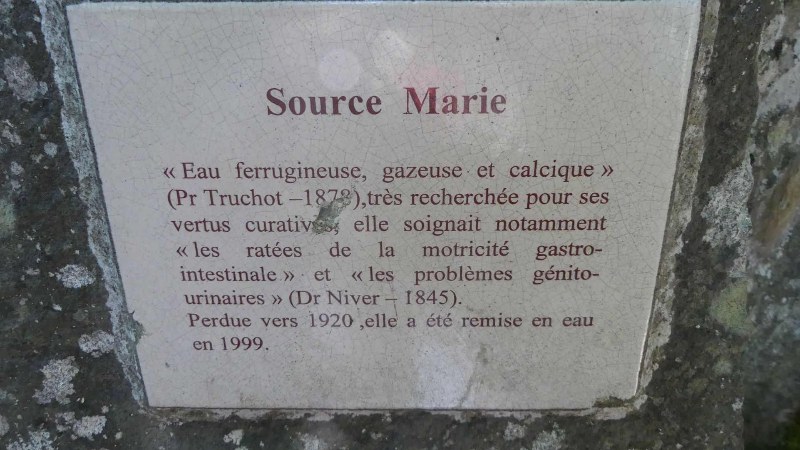 Source Marie
« Eau ferrugineuse, gazeuse et calcique »
(Pr Truchot –1878),très recherchée pour ses
vertus curatives, elle soignait notamment
« les ratées de la motricité gastro-
intestinale » et « les problèmes génito-
urinaires » (Dr Niver – 1845).
Perdue vers 1920 ,elle a été remise en eau
en 1999.